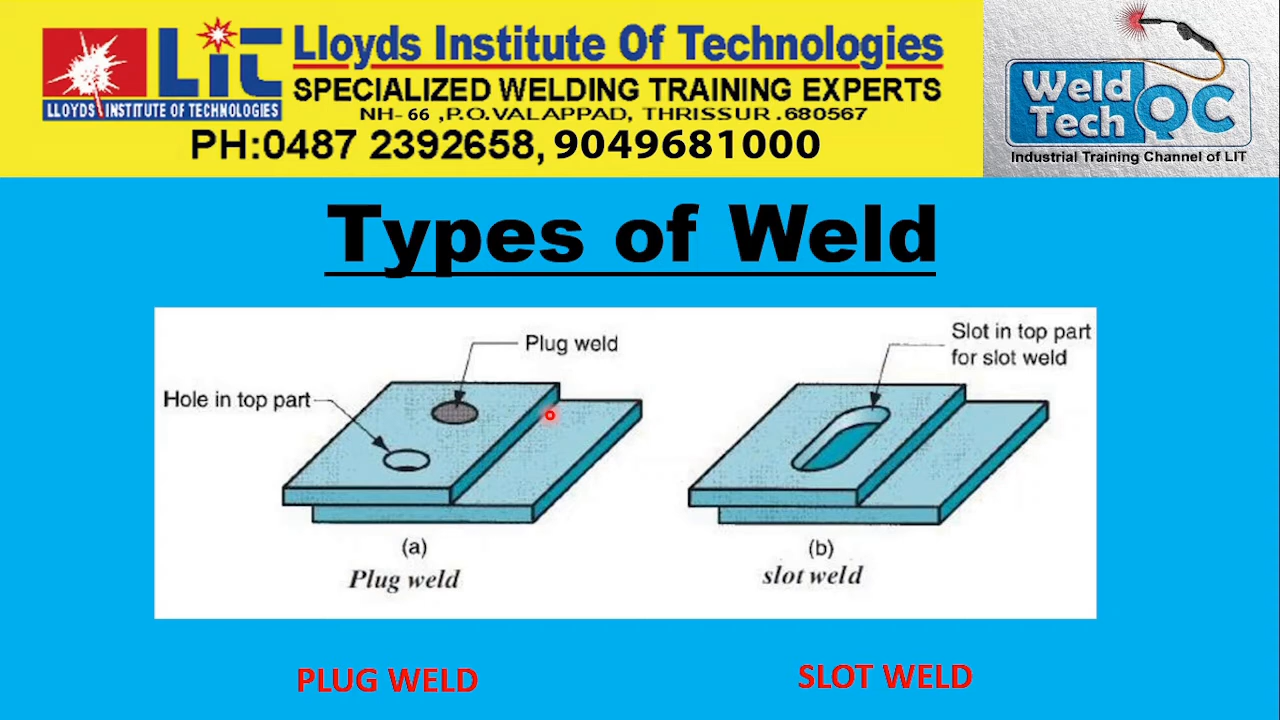 LiT
LLOYDS INSTITUTE OF TECHNOLOGIES
Lloyds Institute Of Technologies
SPECIALIZED WELDING TRAINING EXPERTS
NH- 66 ,P.O.VALAPPAD, THRISSUR .680567
PH:0487 2392658, 9049681000
Weld
Tech QC
Industrial Training Channel of LIT
Types of Weld
Plug weld
Hole in top part
(a)
Plug weld
Slot in top part
for slot weld
(b)
slot weld
PLUG WELD
SLOT WELD